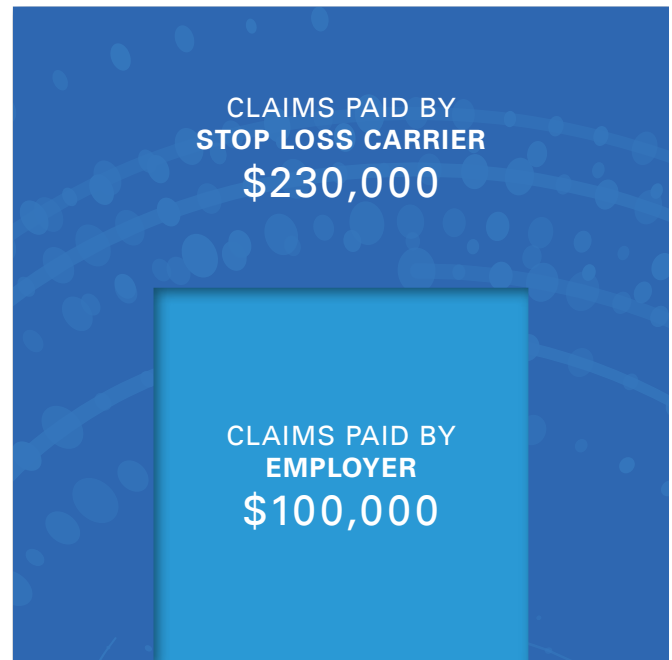 CLAIMS PAID BY
STOP LOSS CARRIER
$230,000
CLAIMS PAID BY
EMPLOYER
$100,000